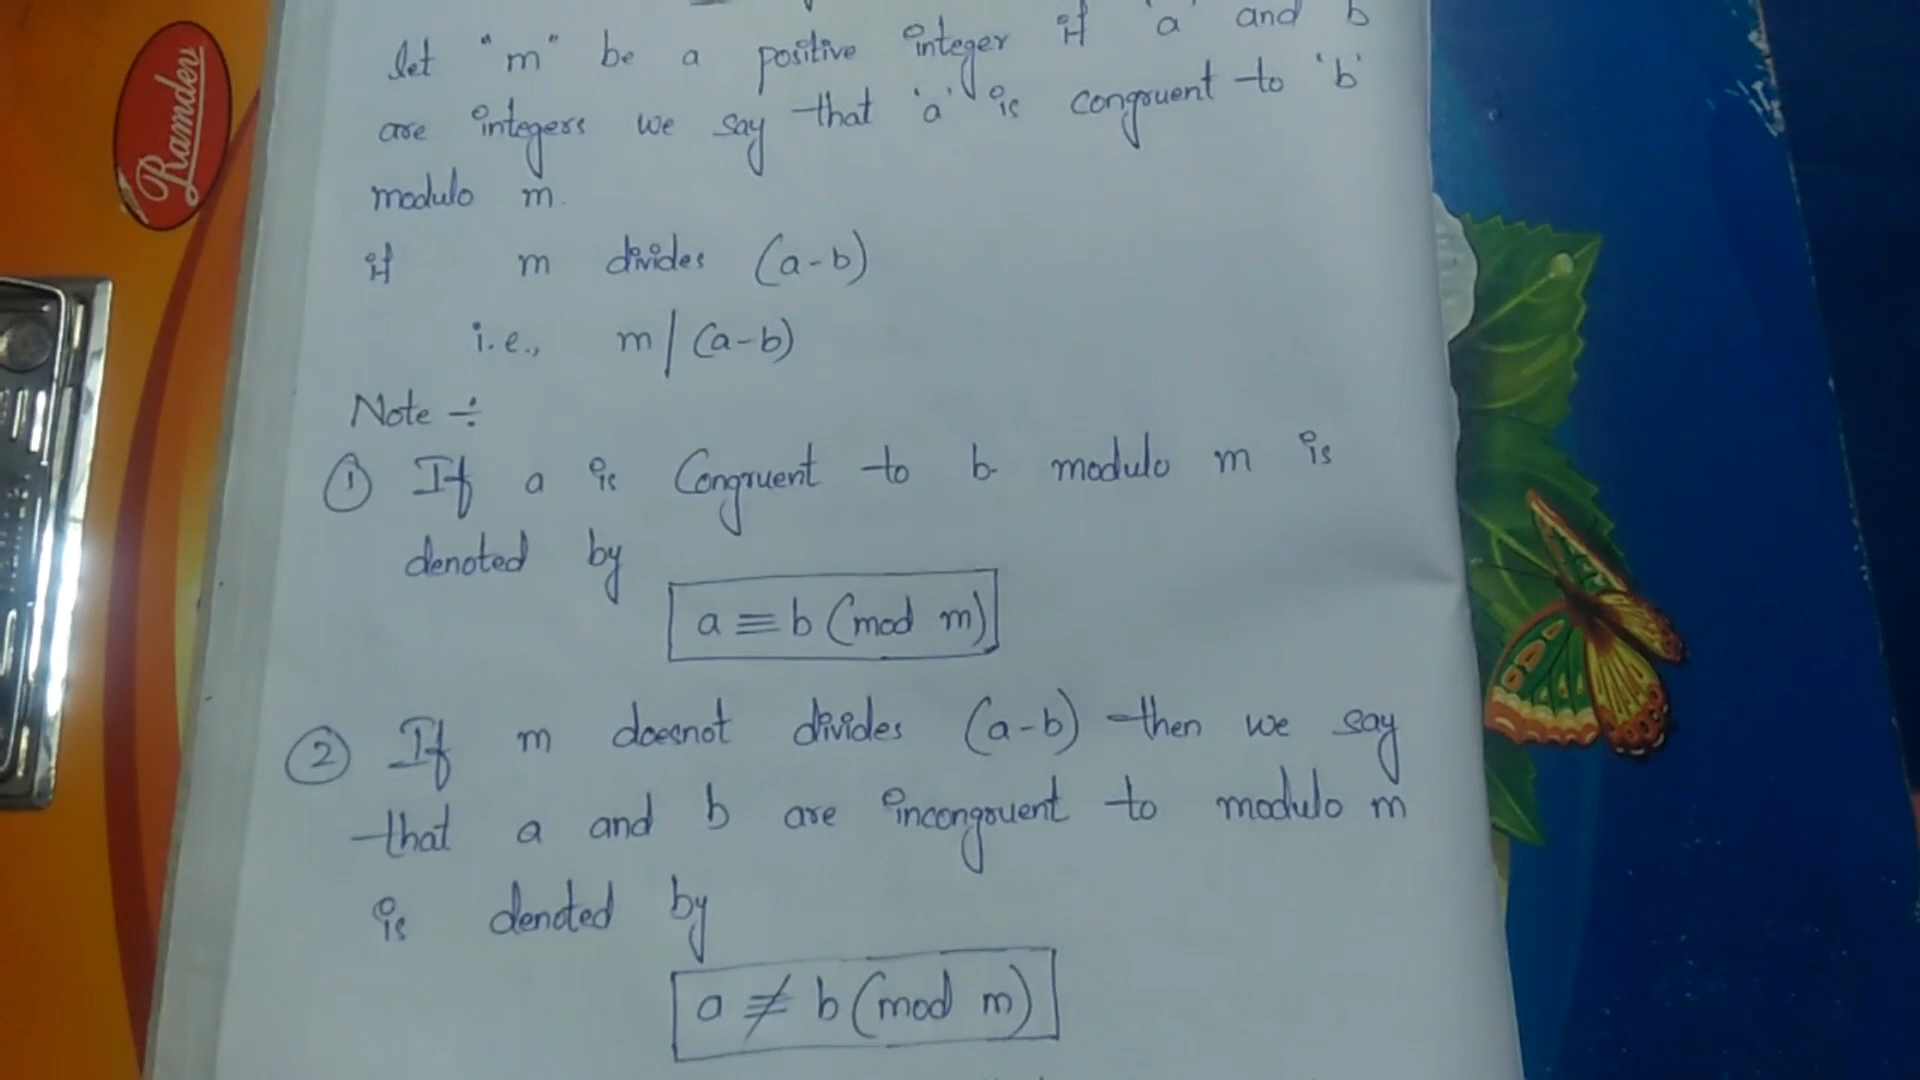 Ramdev
let "m" be a positive integer if 'a' and b
are integers we say that 'a' is congruent to 'b'
modulo m.
if m divides (a-b)
i.e., m/(a-b)
Note ÷
① If a is Congruent to b modulo m is
denoted by
a ≡ b (mod m)
② If m doesnot divides (a-b) then we say
that a and b are incongruent to modulo m
is denoted by
a ≢ b (mod m)